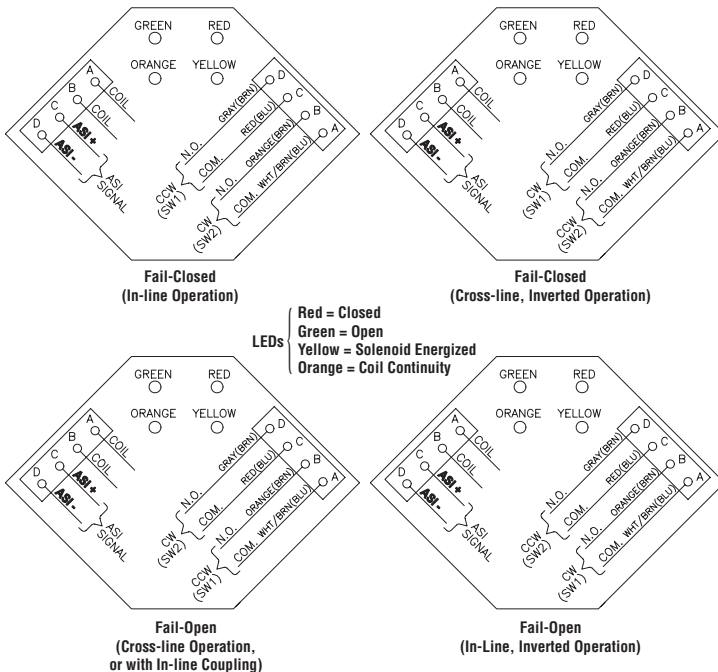 GREEN RED
ORANGE YELLOW
A COIL
B COIL
C ASI +
D ASI -
ASI SIGNAL
GRAY(BRN) D
RED(BLU) C
ORANGE(BRN) B
WHT/BRN(BLU) A
N.O.
COM.
N.O.
COM.
CCW
(SW1)
CW
(SW2)
Fail-Closed
(In-line Operation)
GREEN RED
ORANGE YELLOW
A COIL
B COIL
C ASI +
D ASI -
ASI SIGNAL
GRAY(BRN) D
RED(BLU) C
ORANGE(BRN) B
WHT/BRN(BLU) A
N.O.
COM.
N.O.
COM.
CW
(SW1)
CCW
(SW2)
Fail-Closed
(Cross-line, Inverted Operation)
LEDs
Red = Closed
Green = Open
Yellow = Solenoid Energized
Orange = Coil Continuity
GREEN RED
ORANGE YELLOW
A COIL
B COIL
C ASI +
D ASI -
ASI SIGNAL
GRAY(BRN) D
RED(BLU) C
ORANGE(BRN) B
WHT/BRN(BLU) A
N.O.
COM.
N.O.
COM.
CW
(SW2)
CCW
(SW1)
Fail-Open
(Cross-line Operation,
or with In-line Coupling)
GREEN RED
ORANGE YELLOW
A COIL
B COIL
C ASI +
D ASI -
ASI SIGNAL
GRAY(BRN) D
RED(BLU) C
ORANGE(BRN) B
WHT/BRN(BLU) A
N.O.
COM.
N.O.
COM.
CCW
(SW2)
CW
(SW1)
Fail-Open
(In-Line, Inverted Operation)